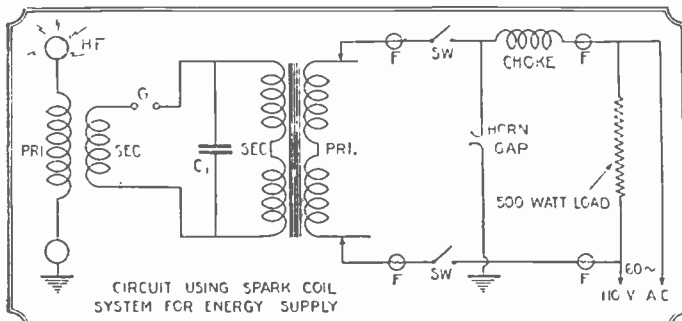 HF
F
SW
CHOKE
F
G
PRI
SEC
C1
SEC
PRI.
HORN
GAP
500 WATT LOAD
F
SW
F
60~
110 V A C
CIRCUIT USING SPARK COIL
SYSTEM FOR ENERGY SUPPLY